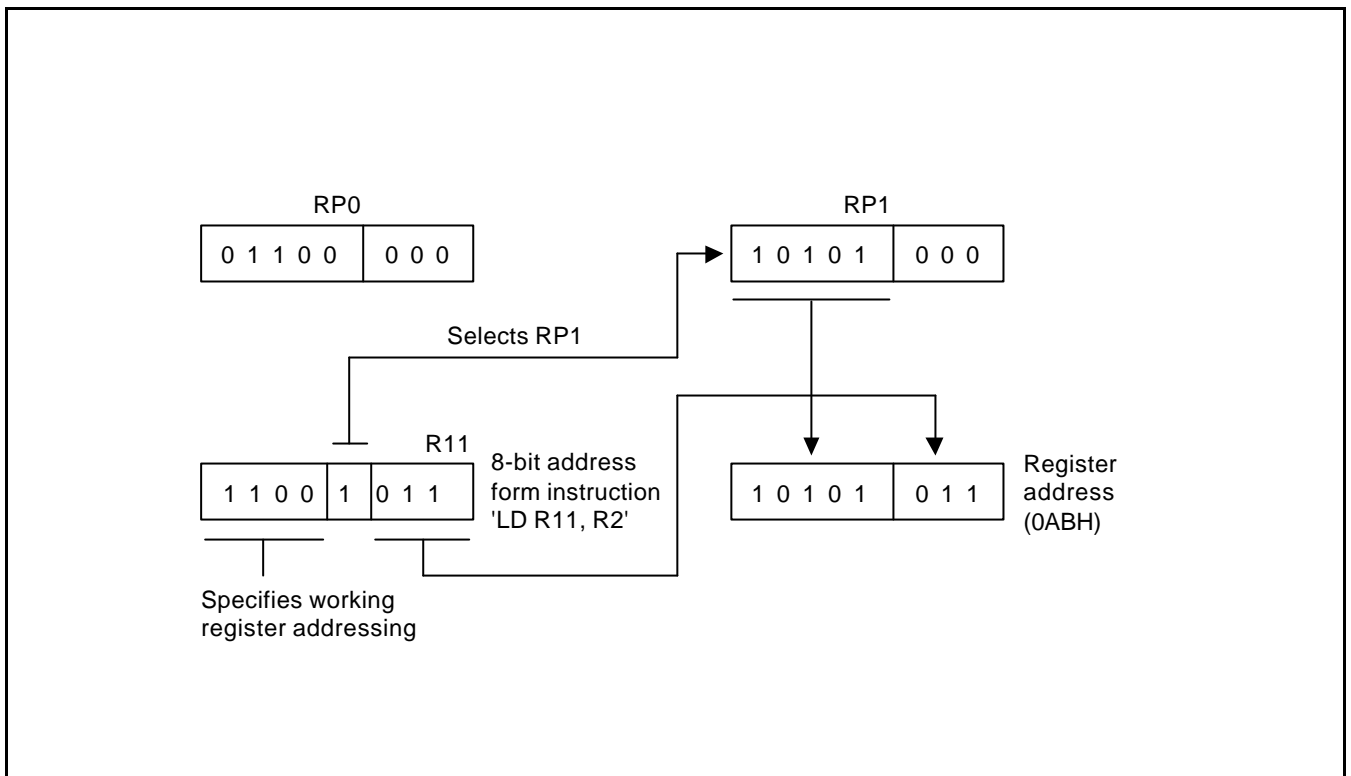 RP0
RP1
0 1 1 0 0 0 0 0
1 0 1 0 1 0 0 0
Selects RP1
R11
1 1 0 0 1 0 1 1
8-bit address
form instruction
'LD R11, R2'
1 0 1 0 1 0 1 1
Register
address
(0ABH)
Specifies working
register addressing